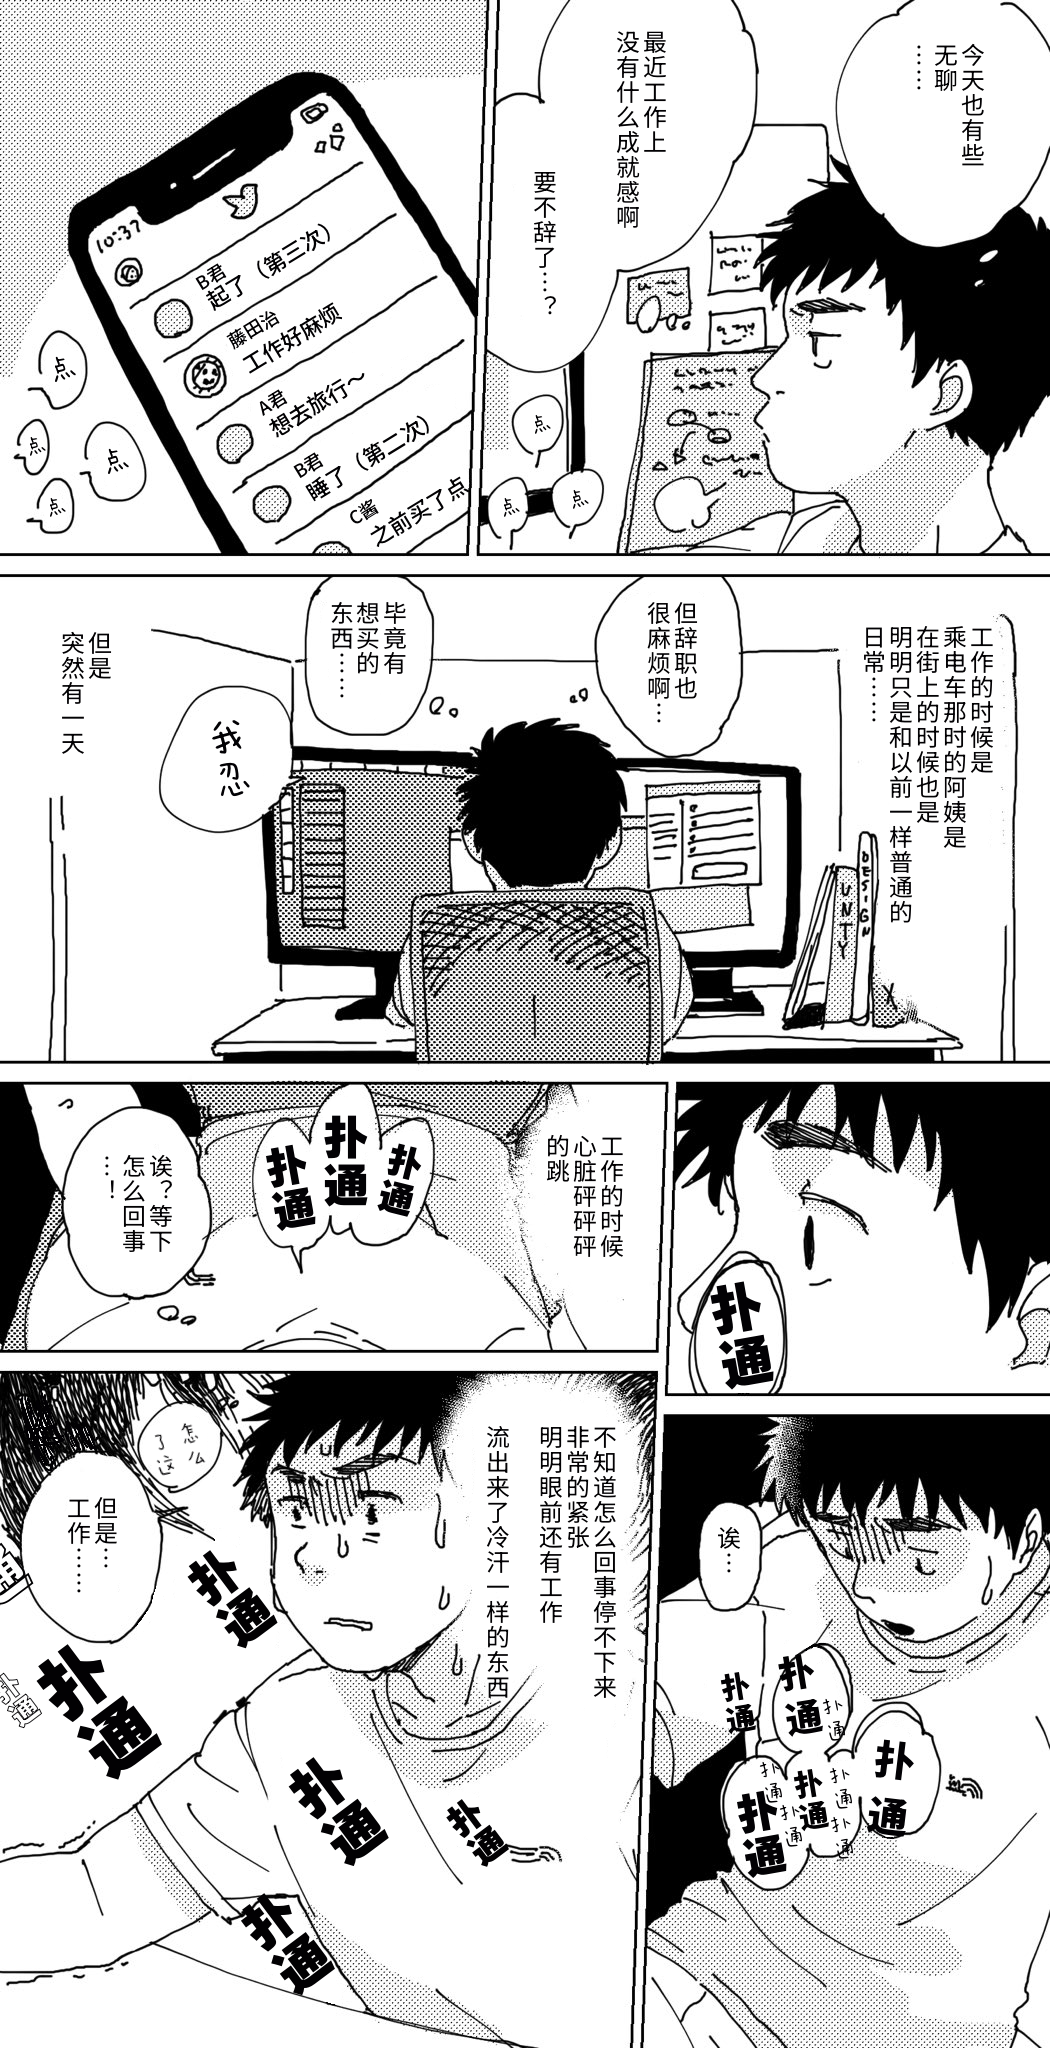 今天也有些
无聊
……
最近工作上
没有什么成就感啊
要不辞了…？
10:37
B君
起了（第三次）
藤田治
工作好麻烦
A君
想去旅行～
B君
睡了（第二次）
C酱
之前买了点
点
点
点
点
点
点
点
工作的时候是
乘电车那时的阿姨是
在街上的时候也是
明明只是和以前一样普通的
日常……
但辞职也
很麻烦啊…
毕竟有
想买的
东西……
我
忍
但是
突然有一天
UNTY
DESIGN
扑通
工作的时候
心脏砰砰砰
的跳
扑通
扑通
扑通
诶？等下
怎么回事
…！
诶…
扑通
扑通
扑通
扑通
扑通
扑通
扑通
扑通
扑通
扑通
不知道怎么回事停不下来
非常的紧张
明明眼前还有工作
流出来了冷汗一样的东西
怎么
了这
但是…
工作……
扑通
扑通
扑通
扑通
扑通
扑通